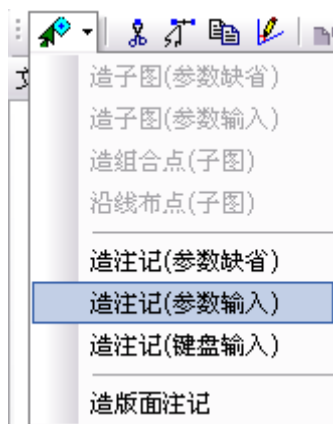 造子图(参数缺省)
造子图(参数输入)
造组合点(子图)
沿线布点(子图)
造注记(参数缺省)
造注记(参数输入)
造注记(键盘输入)
造版面注记